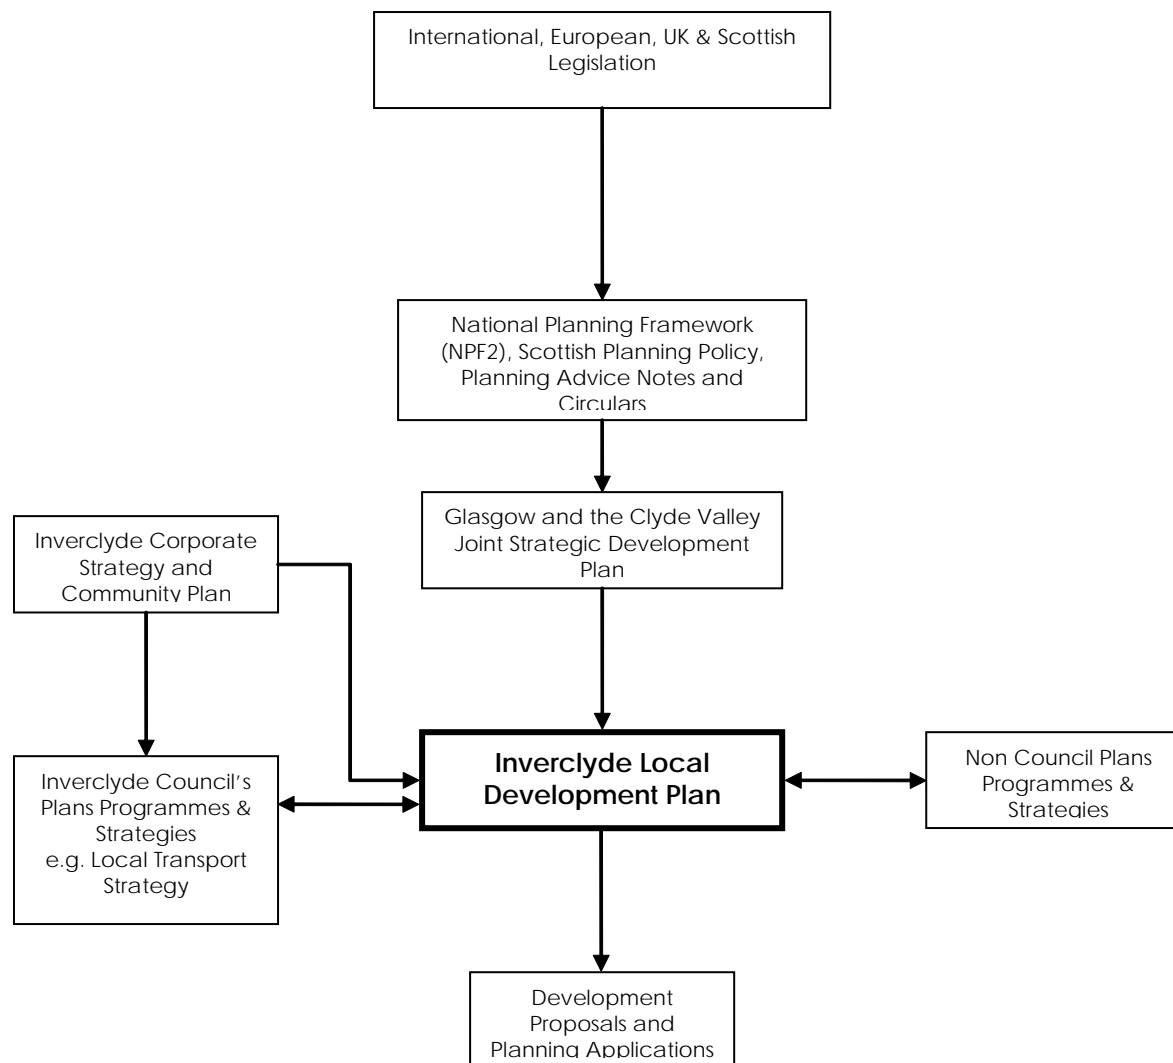 International, European, UK & Scottish
Legislation
National Planning Framework
(NPF2), Scottish Planning Policy,
Planning Advice Notes and
Circulars
Glasgow and the Clyde Valley
Joint Strategic Development
Plan
Inverclyde Corporate
Strategy and
Community Plan
Inverclyde Local
Development Plan
Non Council Plans
Programmes &
Strategies
Inverclyde Council's
Plans Programmes &
Strategies
e.g. Local Transport
Strategy
Development
Proposals and
Planning Applications